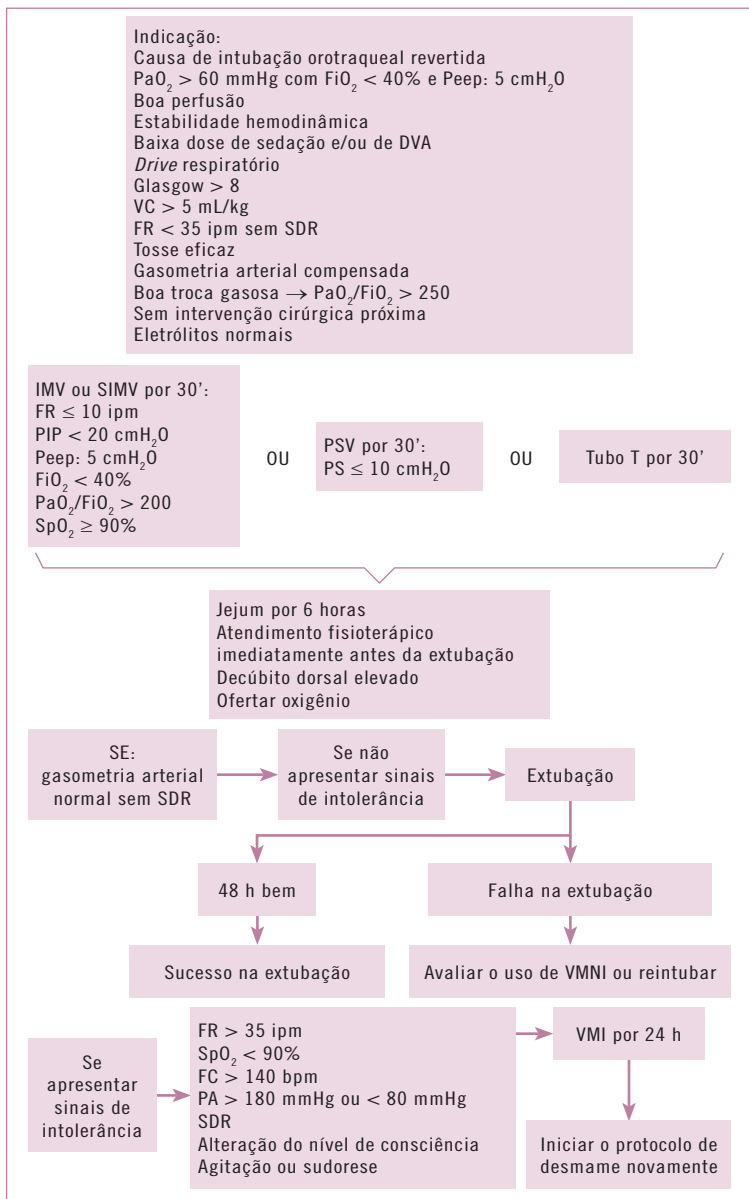 Indicação:
Causa de intubação orotraqueal revertida
PaO₂ > 60 mmHg com FiO₂ < 40% e Peep: 5 cmH₂O
Boa perfusão
Estabilidade hemodinâmica
Baixa dose de sedação e/ou de DVA
Drive respiratório
Glasgow > 8
VC > 5 mL/kg
FR < 35 ipm sem SDR
Tosse eficaz
Gasometria arterial compensada
Boa troca gasosa → PaO₂/FiO₂ > 250
Sem intervenção cirúrgica próxima
Eletrólitos normais
IMV ou SIMV por 30’:
FR ≤ 10 ipm
PIP < 20 cmH₂O
Peep: 5 cmH₂O
FiO₂ < 40%
PaO₂/FiO₂ > 200
SpO₂ ≥ 90%
OU
PSV por 30’:
PS ≤ 10 cmH₂O
OU
Tubo T por 30’
Jejum por 6 horas
Atendimento fisioterápico
imediatamente antes da extubação
Decúbito dorsal elevado
Ofertar oxigênio
SE:
gasometria arterial
normal sem SDR
Se não
apresentar sinais
de intolerância
Extubação
48 h bem
Falha na extubação
Sucesso na extubação
Avaliar o uso de VMNI ou reintubar
Se
apresentar
sinais de
intolerância
FR > 35 ipm
SpO₂ < 90%
FC > 140 bpm
PA > 180 mmHg ou < 80 mmHg
SDR
Alteração do nível de consciência
Agitação ou sudorese
VMI por 24 h
Iniciar o protocolo de
desmame novamente